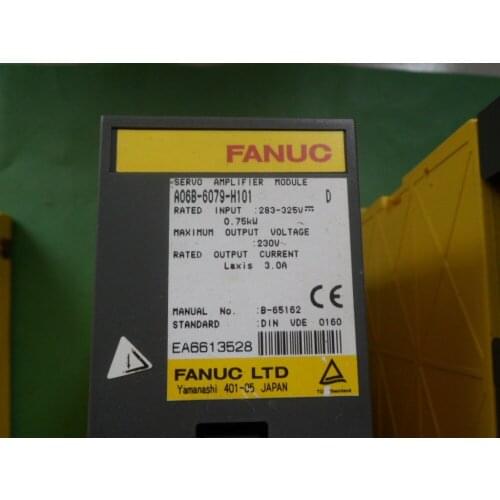 FANUC
SERVO AMPLIFIER MODULE
A06B-6079-H101 D
RATED INPUT :283-325V⎓
0.75kW
MAXIMUM OUTPUT VOLTAGE
:230V
RATED OUTPUT CURRENT
Laxis 3.0A
MANUAL No. :B-65162
STANDARD :DIN VDE 0160
CE
EA6613528
FANUC LTD
Yamanashi 401-05 JAPAN